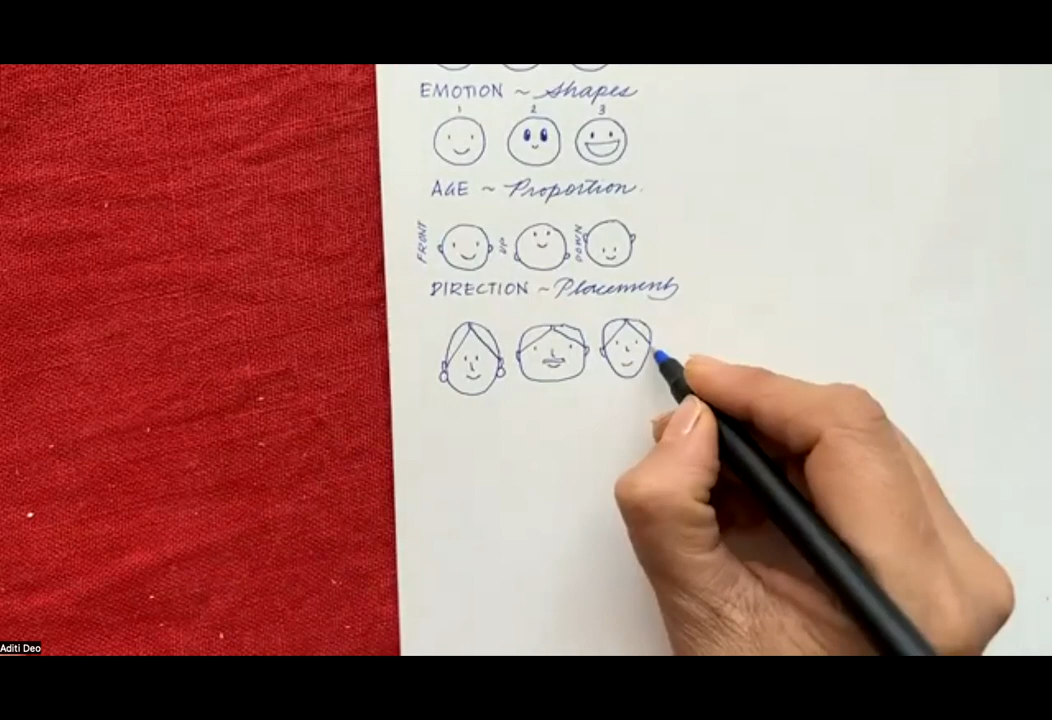 EMOTION ~ Shapes
1 2 3
AGE ~ Proportion.
FRONT UP DOWN
DIRECTION ~ Placement
Aditi Deo